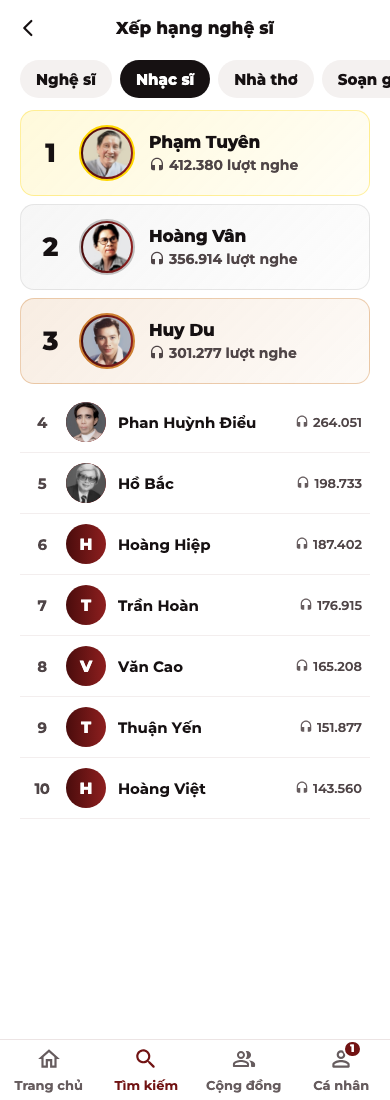 Xếp hạng nghệ sĩ
Nghệ sĩ Nhạc sĩ Nhà thơ Soạn g
1 Phạm Tuyên
412.380 lượt nghe
2 Hoàng Vân
356.914 lượt nghe
3 Huy Du
301.277 lượt nghe
4 Phan Huỳnh Điểu 264.051
5 Hồ Bắc 198.733
6 H Hoàng Hiệp 187.402
7 T Trần Hoàn 176.915
8 V Văn Cao 165.208
9 T Thuận Yến 151.877
10 H Hoàng Việt 143.560
1
Trang chủ Tìm kiếm Cộng đồng Cá nhân